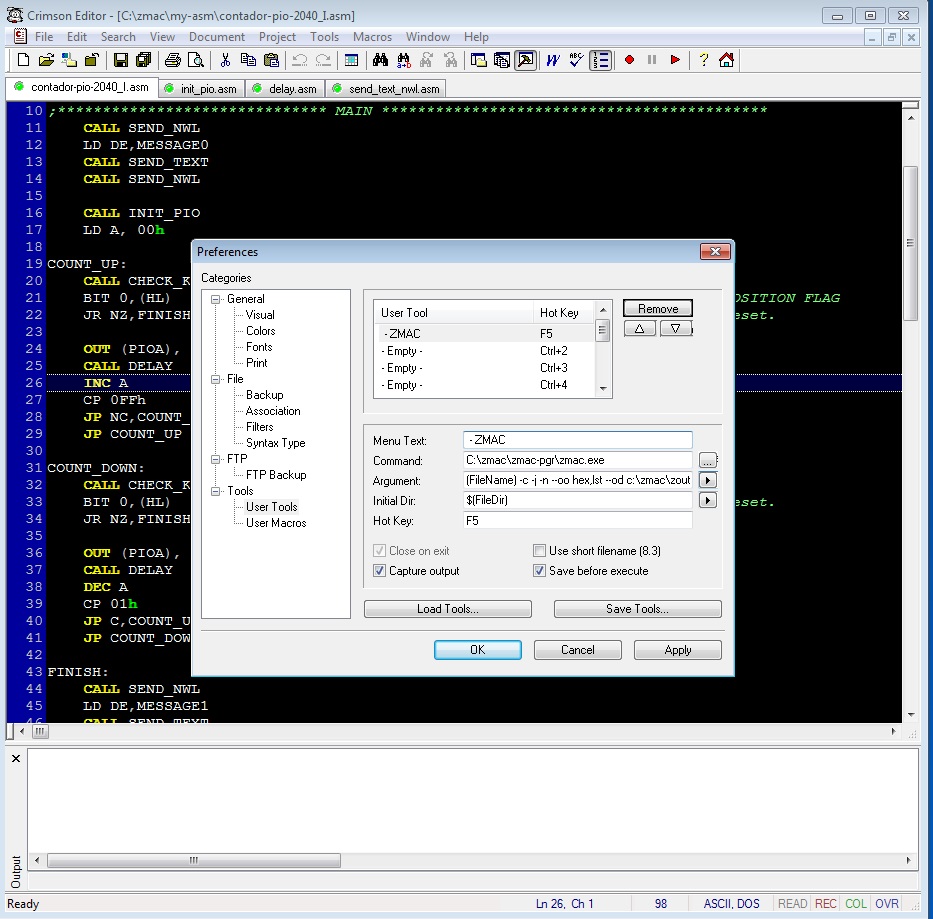 Crimson Editor - [C:\zmac\my-asm\contador-pio-2040_I.asm]
File Edit Search View Document Project Tools Macros Window Help
contador-pio-2040_I.asm init_pio.asm delay.asm send_text_nwl.asm
10 ;****************************** MAIN *******************************************
11 CALL SEND_NWL
12 LD DE,MESSAGE0
13 CALL SEND_TEXT
14 CALL SEND_NWL
15
16 CALL INIT_PIO
17 LD A, 00h
18
19 COUNT_UP:
20 CALL CHECK_K
21 BIT 0,(HL) OSITION FLAG
22 JR NZ,FINISH eset.
23
24 OUT (PIOA),
25 CALL DELAY
26 INC A
27 CP 0FFh
28 JP NC,COUNT_
29 JP COUNT_UP
30
31 COUNT_DOWN:
32 CALL CHECK_K
33 BIT 0,(HL) eset.
34 JR NZ,FINISH
35
36 OUT (PIOA),
37 CALL DELAY
38 DEC A
39 CP 01h
40 JP C,COUNT_U
41 JP COUNT_DOW
42
43 FINISH:
44 CALL SEND_NWL
45 LD DE,MESSAGE1
46 CALL SEND_TEXT
Preferences
Categories
General
Visual
Colors
Fonts
Print
File
Backup
Association
Filters
Syntax Type
FTP
FTP Backup
Tools
User Tools
User Macros
User Tool Hot Key
- ZMAC F5
- Empty - Ctrl+2
- Empty - Ctrl+3
- Empty - Ctrl+4
Remove
Menu Text: - ZMAC
Command: C:\zmac\zmac-pgr\zmac.exe ...
Argument: (FileName) -c -j -n --oo hex,lst --od c:\zmac\zout
Initial Dir: $(FileDir)
Hot Key: F5
Close on exit Use short filename (8.3)
Capture output Save before execute
Load Tools... Save Tools...
OK Cancel Apply
Output
Ready Ln 26, Ch 1 98 ASCII, DOS READ REC COL OVR